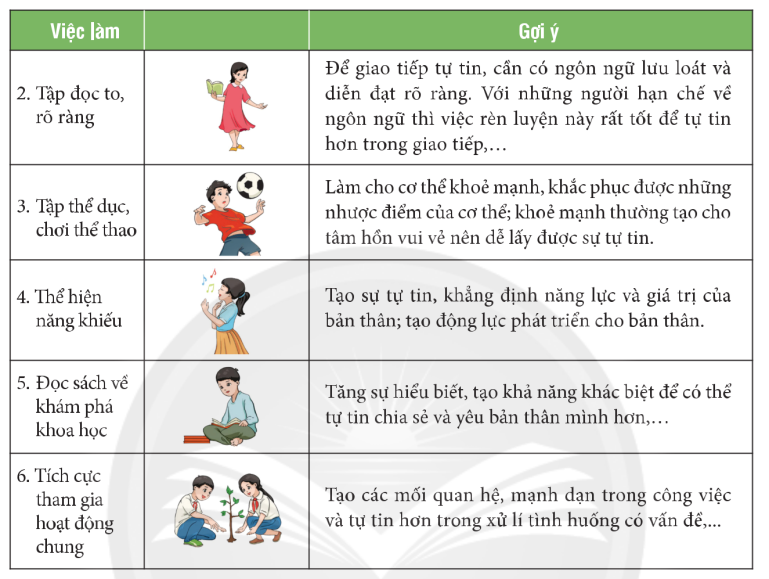 Việc làm
Gợi ý
2. Tập đọc to,
rõ ràng
Để giao tiếp tự tin, cần có ngôn ngữ lưu loát và
diễn đạt rõ ràng. Với những người hạn chế về
ngôn ngữ thì việc rèn luyện này rất tốt để tự tin
hơn trong giao tiếp,…
3. Tập thể dục,
chơi thể thao
Làm cho cơ thể khoẻ mạnh, khắc phục được những
nhược điểm của cơ thể; khoẻ mạnh thường tạo cho
tâm hồn vui vẻ nên dễ lấy được sự tự tin.
4. Thể hiện
năng khiếu
Tạo sự tự tin, khẳng định năng lực và giá trị của
bản thân; tạo động lực phát triển cho bản thân.
5. Đọc sách về
khám phá
khoa học
Tăng sự hiểu biết, tạo khả năng khác biệt để có thể
tự tin chia sẻ và yêu bản thân mình hơn,…
6. Tích cực
tham gia
hoạt động
chung
Tạo các mối quan hệ, mạnh dạn trong công việc
và tự tin hơn trong xử lí tình huống có vấn đề,...